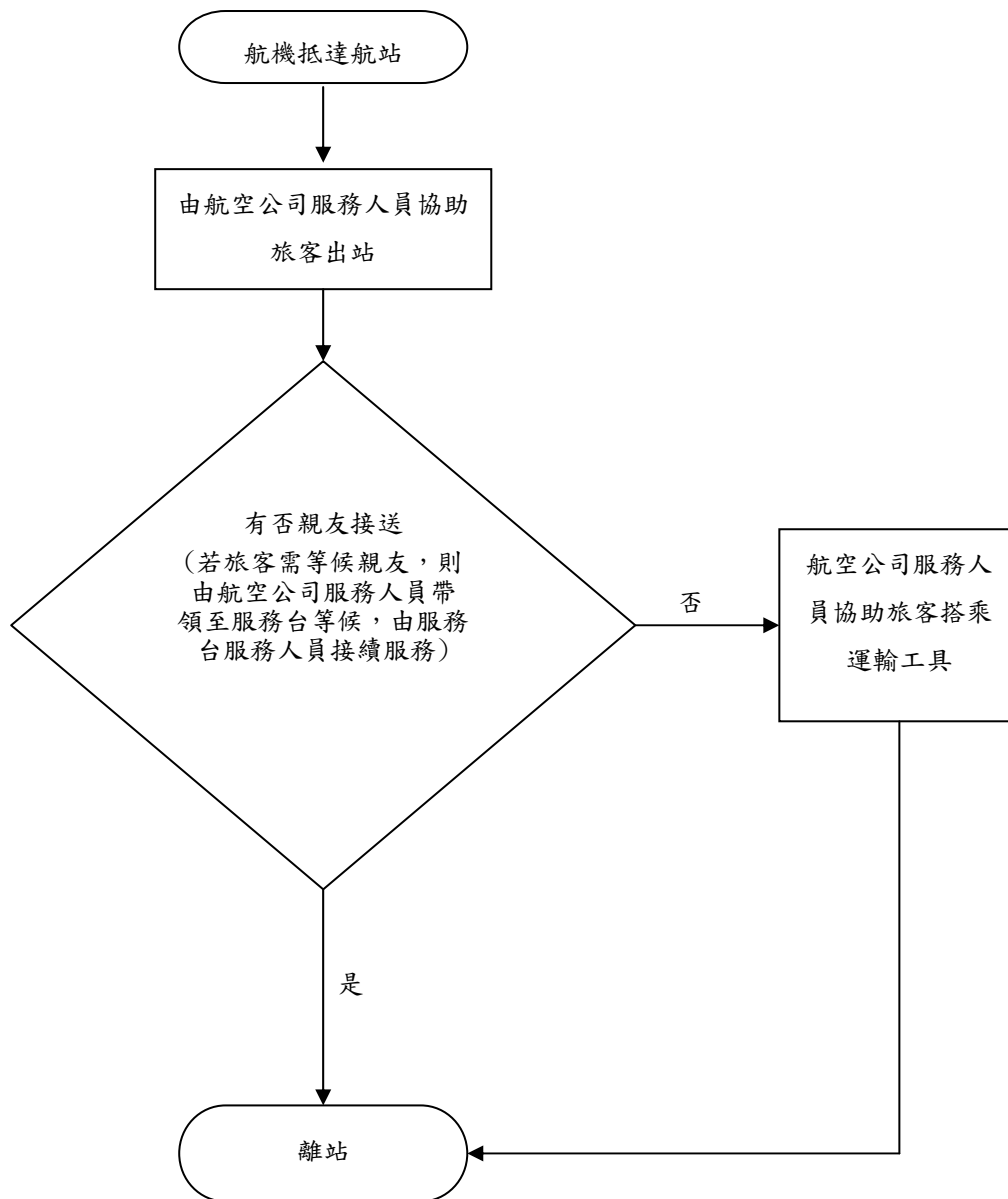 航機抵達航站
由航空公司服務人員協助
旅客出站
有否親友接送
（若旅客需等候親友，則
由航空公司服務人員帶
領至服務台等候，由服務
台服務人員接續服務）
否
航空公司服務人
員協助旅客搭乘
運輸工具
是
離站